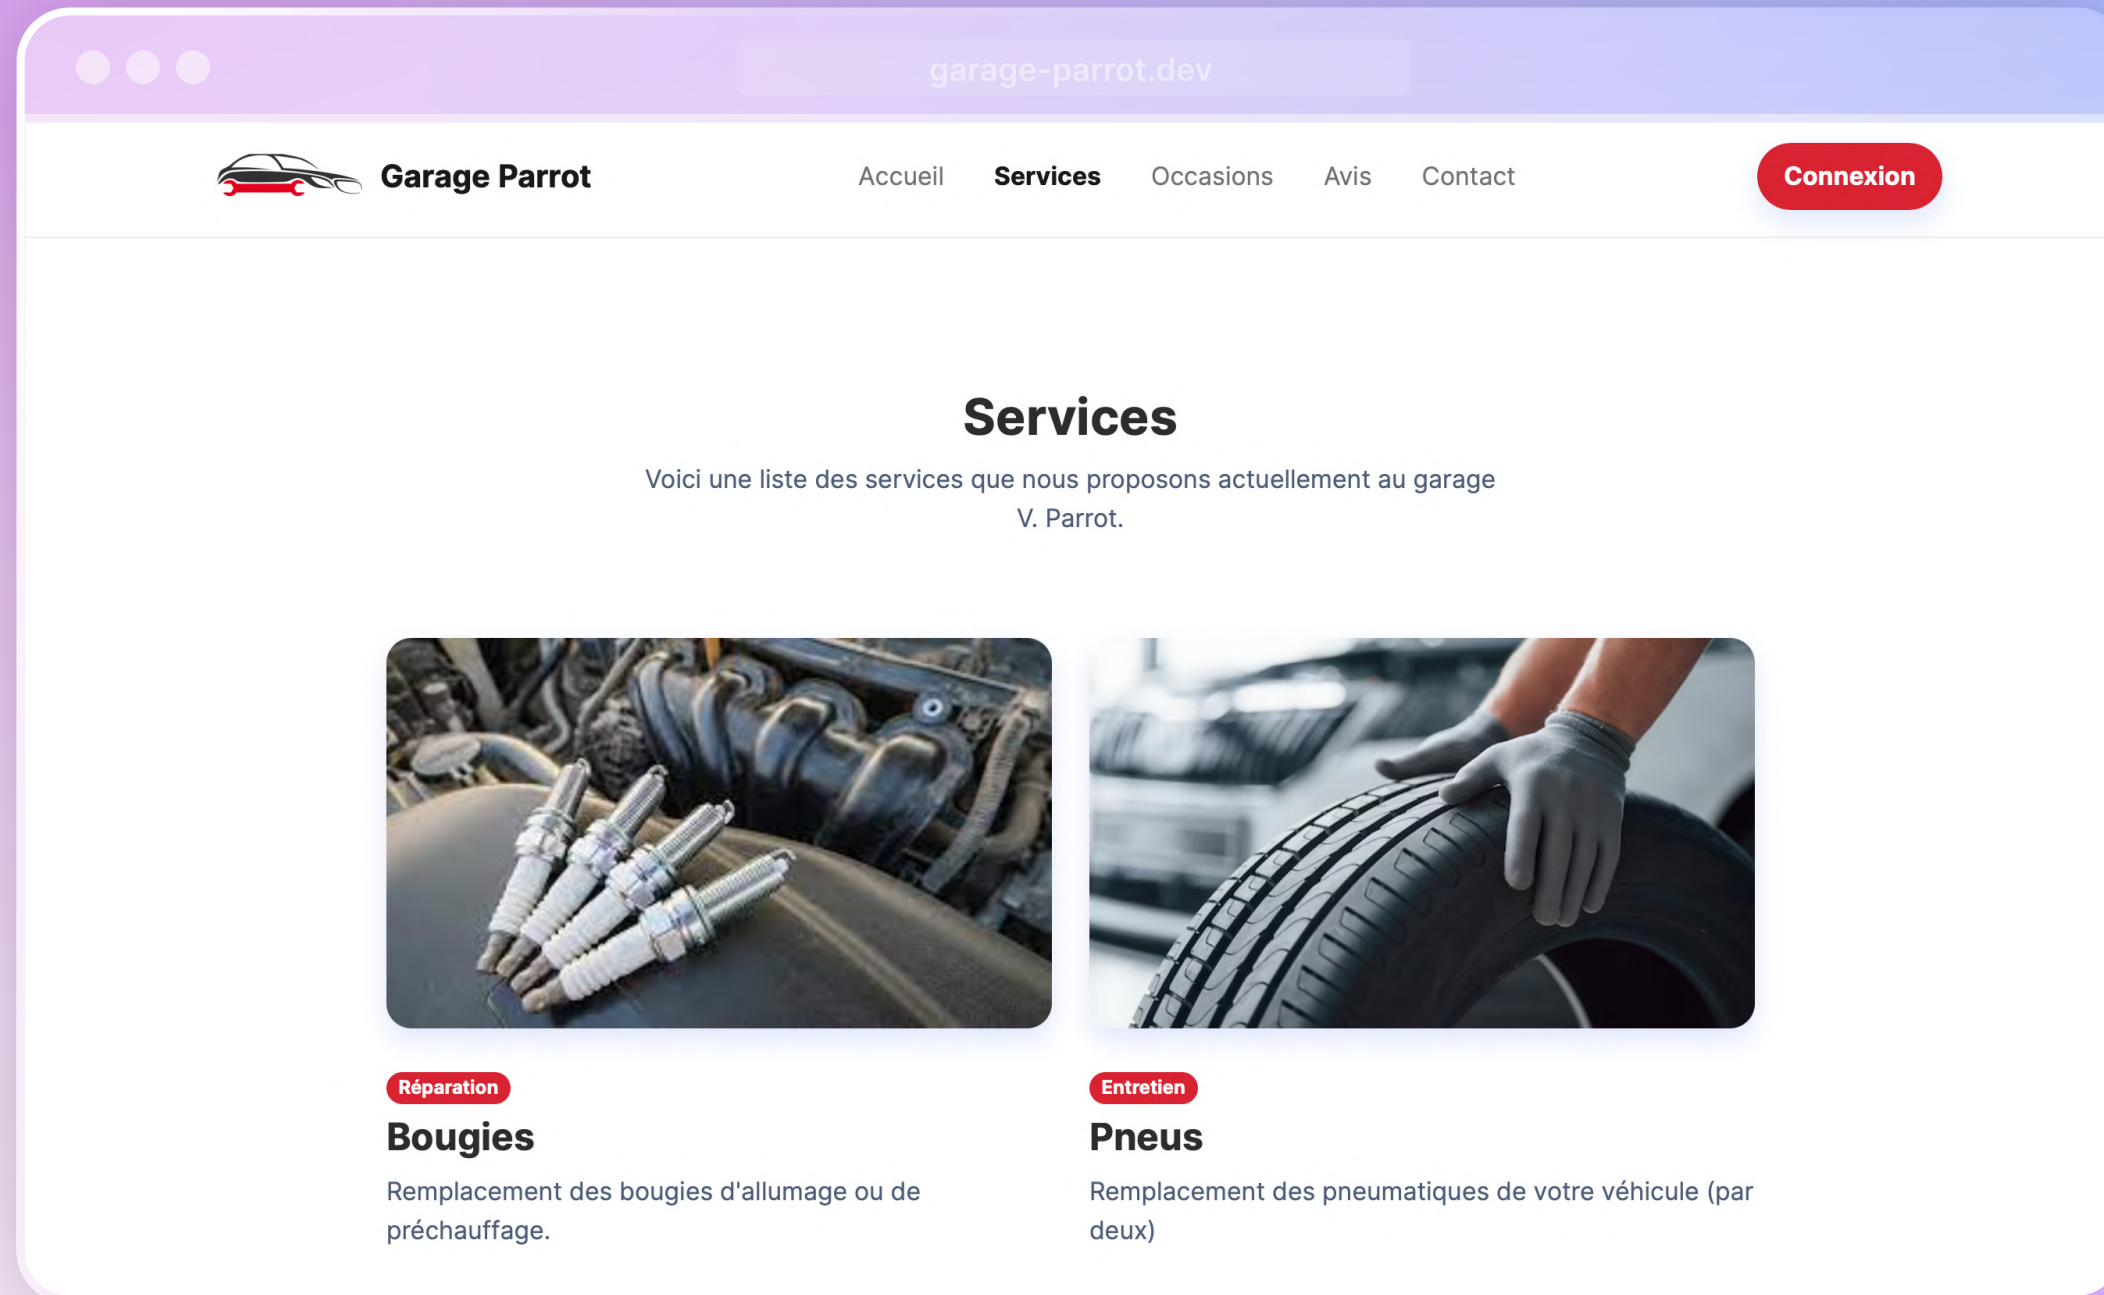 garage-parrot.dev
Garage Parrot
Accueil
Services
Occasions
Avis
Contact
Connexion
Services
Voici une liste des services que nous proposons actuellement au garage
V. Parrot.
Réparation
Bougies
Remplacement des bougies d'allumage ou de
préchauffage.
Entretien
Pneus
Remplacement des pneumatiques de votre véhicule (par
deux)